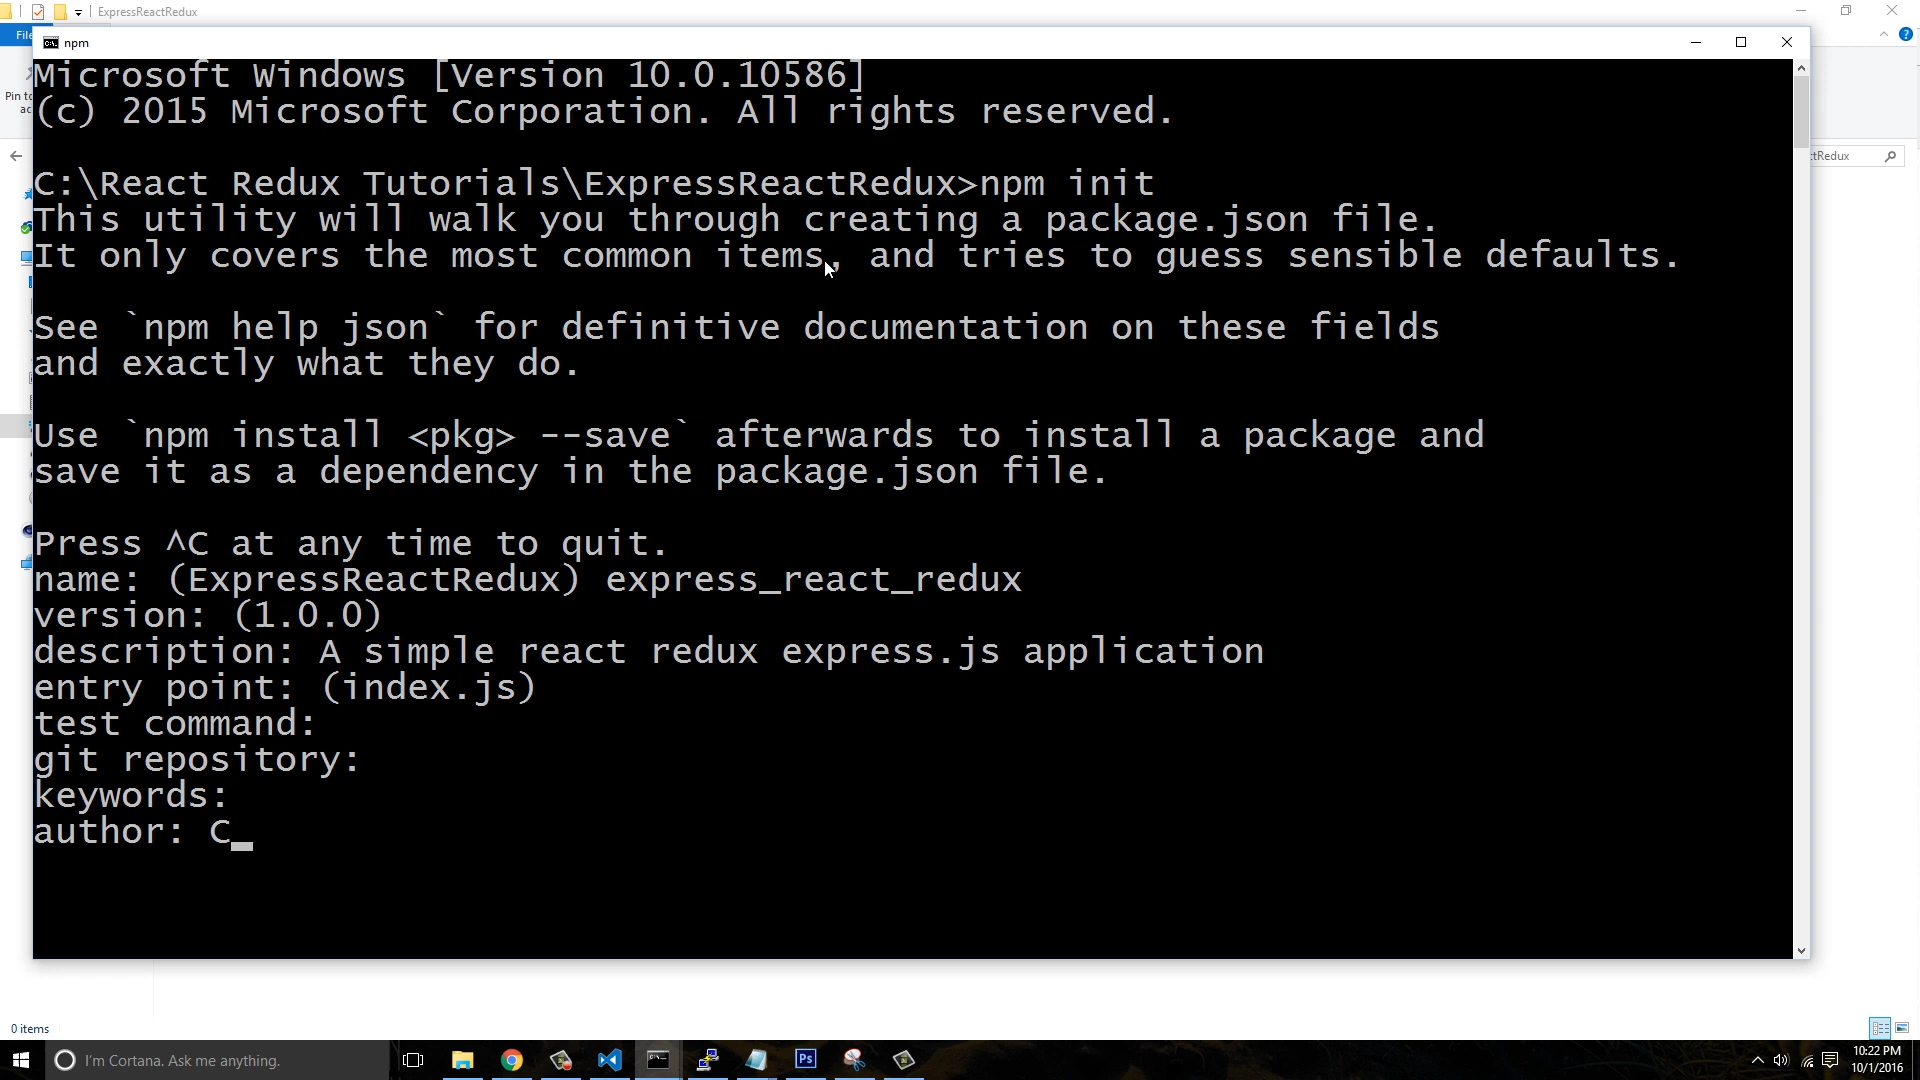 ExpressReactRedux
File
npm
Pin to
ac
Microsoft Windows [Version 10.0.10586]
(c) 2015 Microsoft Corporation. All rights reserved.
C:\React Redux Tutorials\ExpressReactRedux>npm init
This utility will walk you through creating a package.json file.
It only covers the most common items, and tries to guess sensible defaults.
See `npm help json` for definitive documentation on these fields
and exactly what they do.
Use `npm install <pkg> --save` afterwards to install a package and
save it as a dependency in the package.json file.
Press ^C at any time to quit.
name: (ExpressReactRedux) express_react_redux
version: (1.0.0)
description: A simple react redux express.js application
entry point: (index.js)
test command:
git repository:
keywords:
author: C
tRedux
0 items
I'm Cortana. Ask me anything.
Ps
10:22 PM
10/1/2016